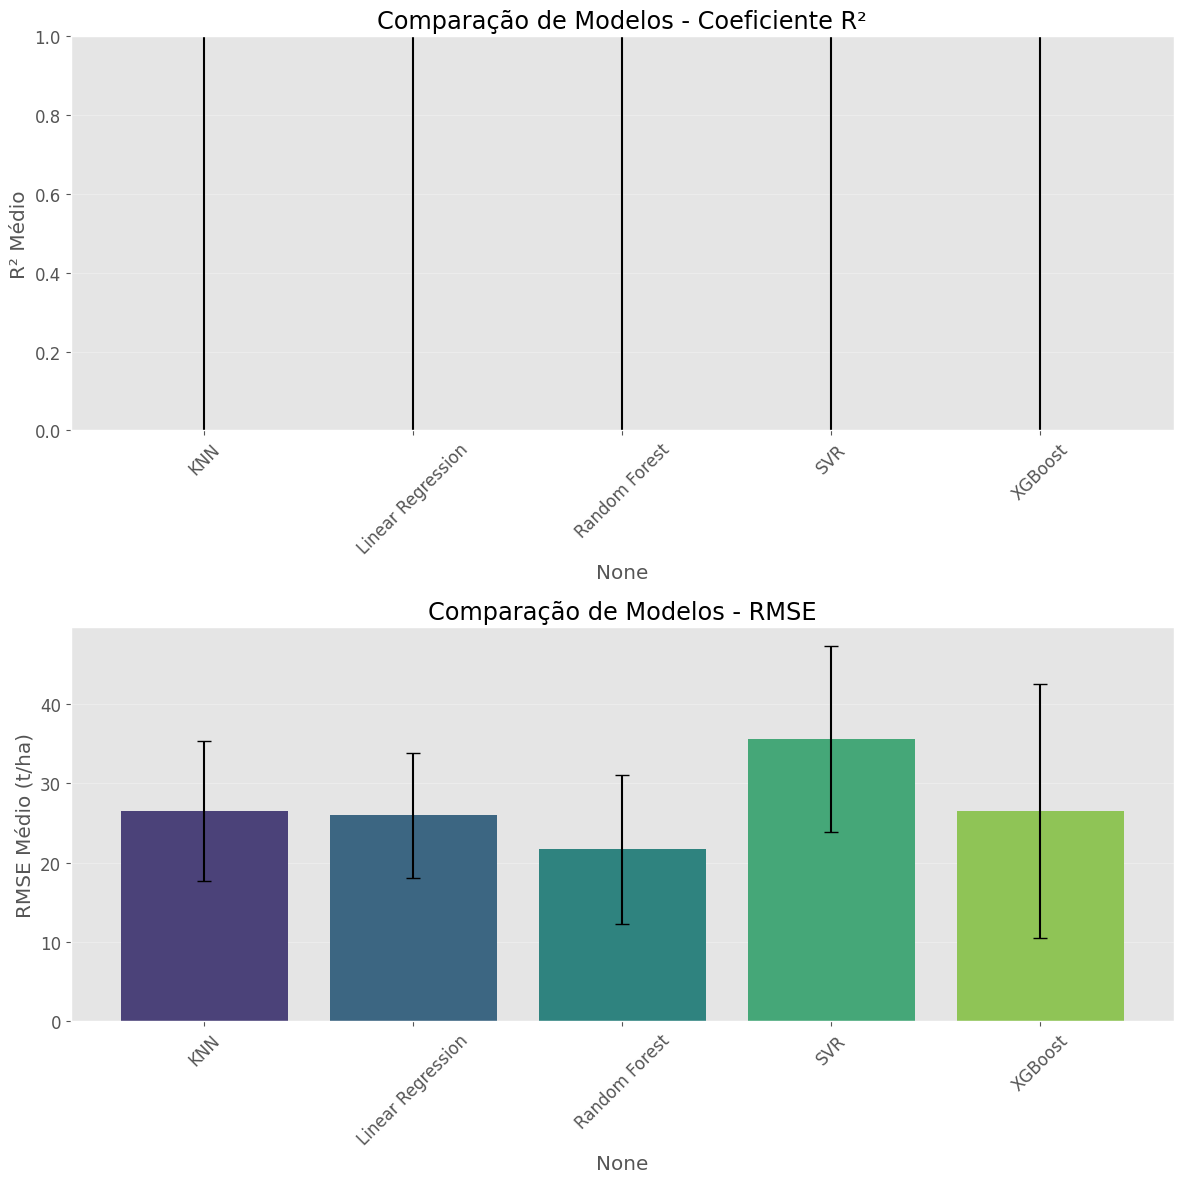 Comparação de Modelos - Coeficiente R²
R² Médio
1.0
0.8
0.6
0.4
0.2
0.0
KNN
Linear Regression
Random Forest
SVR
XGBoost
None
Comparação de Modelos - RMSE
RMSE Médio (t/ha)
40
30
20
10
0
KNN
Linear Regression
Random Forest
SVR
XGBoost
None